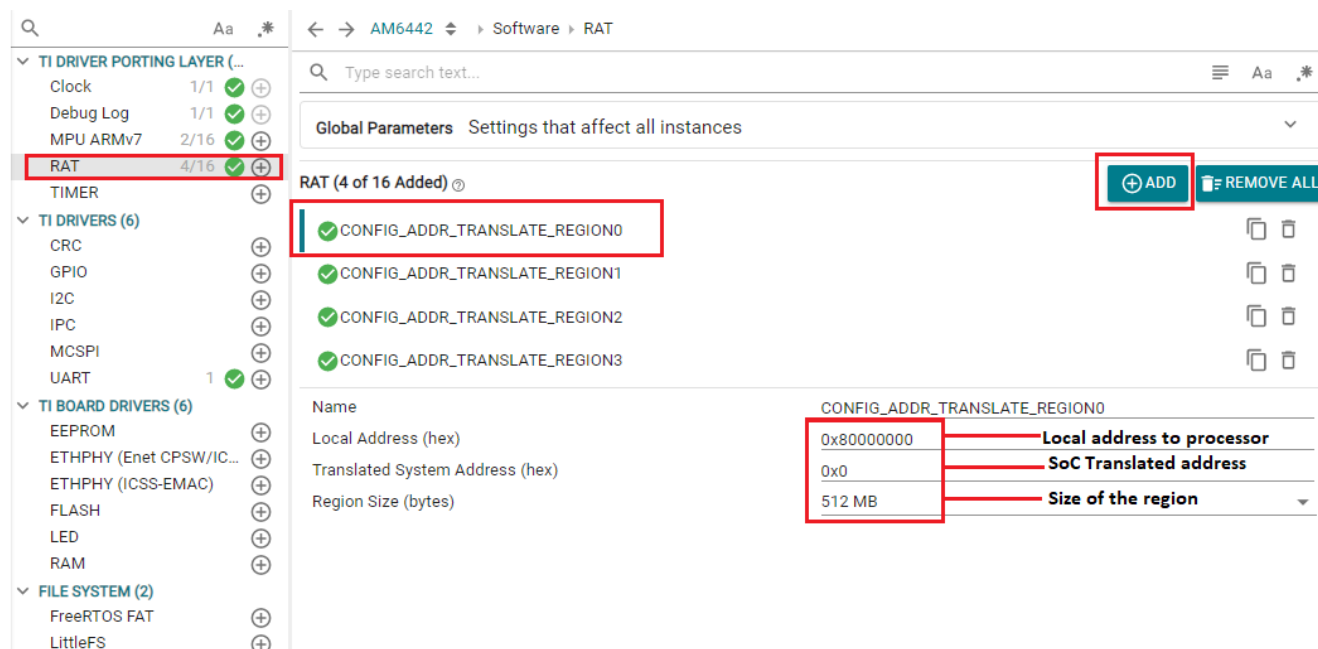 Aa .*
TI DRIVER PORTING LAYER (...
Clock 1/1
Debug Log 1/1
MPU ARMv7 2/16
RAT 4/16
TIMER
TI DRIVERS (6)
CRC
GPIO
I2C
IPC
MCSPI
UART 1
TI BOARD DRIVERS (6)
EEPROM
ETHPHY (Enet CPSW/IC...
ETHPHY (ICSS-EMAC)
FLASH
LED
RAM
FILE SYSTEM (2)
FreeRTOS FAT
LittleFS
AM6442 Software RAT
Type search text... Aa .*
Global Parameters Settings that affect all instances
RAT (4 of 16 Added) ADD REMOVE ALL
CONFIG_ADDR_TRANSLATE_REGION0
CONFIG_ADDR_TRANSLATE_REGION1
CONFIG_ADDR_TRANSLATE_REGION2
CONFIG_ADDR_TRANSLATE_REGION3
Name CONFIG_ADDR_TRANSLATE_REGION0
Local Address (hex) 0x80000000 Local address to processor
Translated System Address (hex) 0x0 SoC Translated address
Region Size (bytes) 512 MB Size of the region